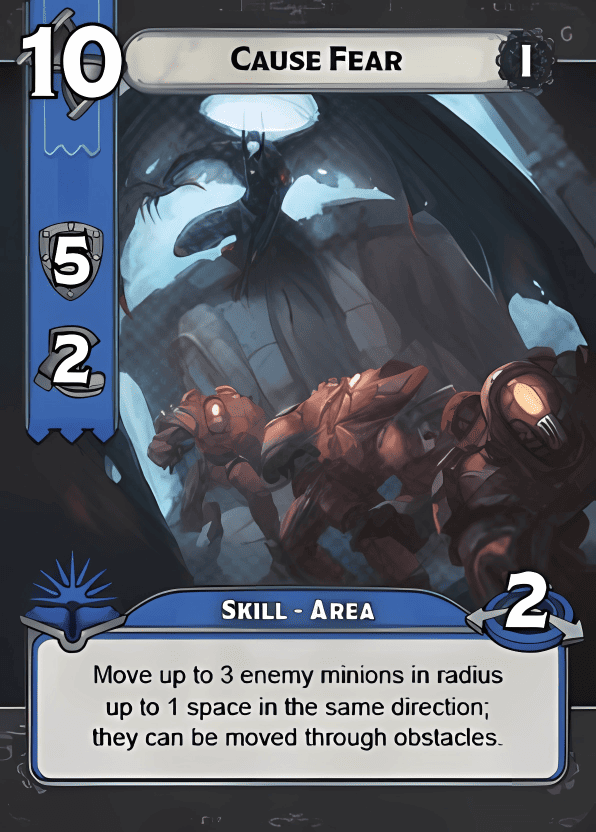 10
CAUSE FEAR
I
5
2
SKILL - AREA
2
Move up to 3 enemy minions in radius
up to 1 space in the same direction;
they can be moved through obstacles.